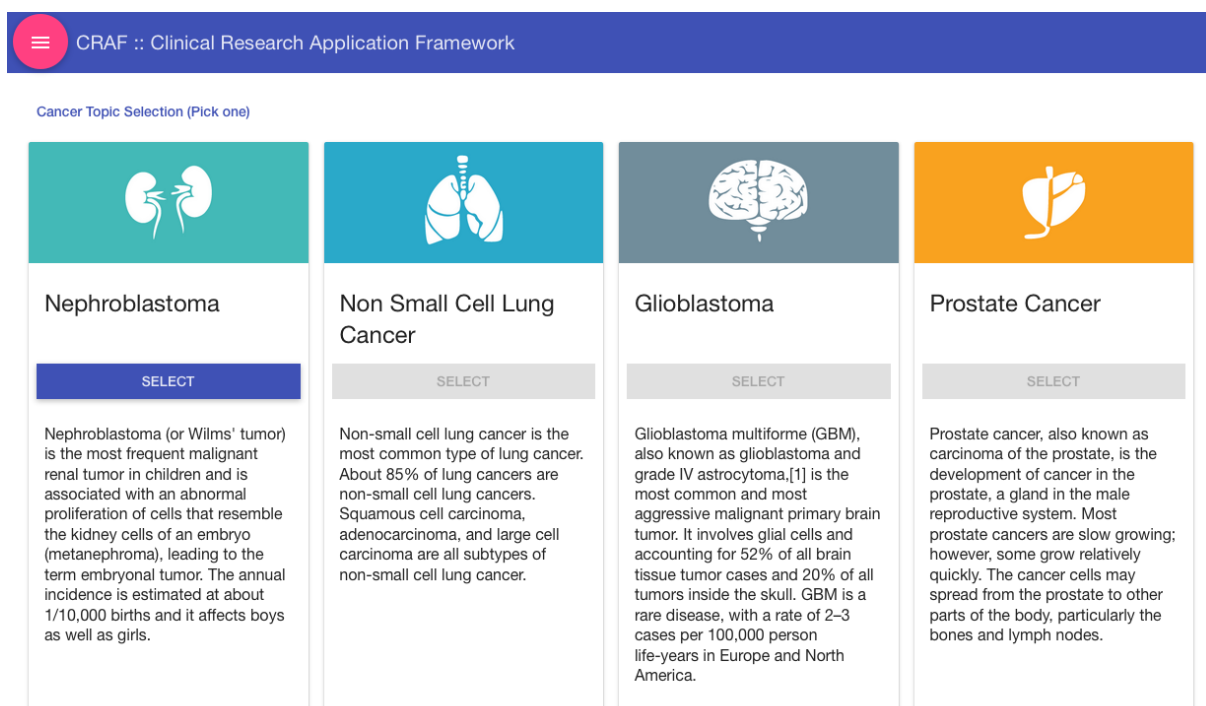 CRAF :: Clinical Research Application Framework
Cancer Topic Selection (Pick one)
Nephroblastoma
SELECT
Nephroblastoma (or Wilms' tumor)
is the most frequent malignant
renal tumor in children and is
associated with an abnormal
proliferation of cells that resemble
the kidney cells of an embryo
(metanephroma), leading to the
term embryonal tumor. The annual
incidence is estimated at about
1/10,000 births and it affects boys
as well as girls.
Non Small Cell Lung
Cancer
SELECT
Non-small cell lung cancer is the
most common type of lung cancer.
About 85% of lung cancers are
non-small cell lung cancers.
Squamous cell carcinoma,
adenocarcinoma, and large cell
carcinoma are all subtypes of
non-small cell lung cancer.
Glioblastoma
SELECT
Glioblastoma multiforme (GBM),
also known as glioblastoma and
grade IV astrocytoma,[1] is the
most common and most
aggressive malignant primary brain
tumor. It involves glial cells and
accounting for 52% of all brain
tissue tumor cases and 20% of all
tumors inside the skull. GBM is a
rare disease, with a rate of 2–3
cases per 100,000 person
life-years in Europe and North
America.
Prostate Cancer
SELECT
Prostate cancer, also known as
carcinoma of the prostate, is the
development of cancer in the
prostate, a gland in the male
reproductive system. Most
prostate cancers are slow growing;
however, some grow relatively
quickly. The cancer cells may
spread from the prostate to other
parts of the body, particularly the
bones and lymph nodes.